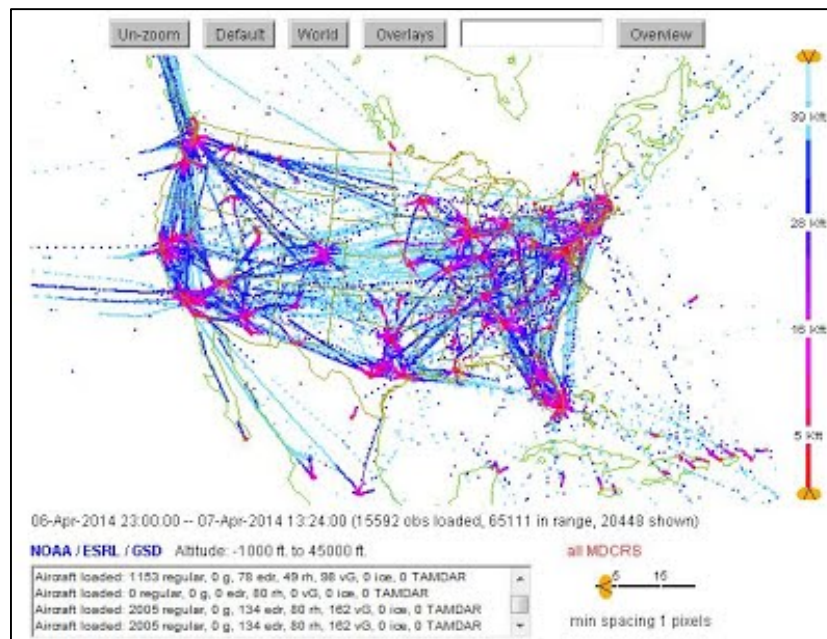 Un-zoom Default World Overlays Overview
39 Kft
28 Kft
16 Kft
5 Kft
06-Apr-2014 23:00:00 -- 07-Apr-2014 13:24:00 (15592 obs loaded, 65111 in range, 20448 shown)
NOAA / ESRL / GSD Altitude: -1000 ft. to 45000 ft.
all MDCRS
Aircraft loaded: 1153 regular, 0 g, 78 edr, 49 rh, 98 vG, 0 ice, 0 TAMDAR
Aircraft loaded: 0 regular, 0 g, 0 edr, 80 rh, 0 vG, 0 ice, 0 TAMDAR
Aircraft loaded: 2005 regular, 0 g, 134 edr, 80 rh, 162 vG, 0 ice, 0 TAMDAR
Aircraft loaded: 2005 regular, 0 g, 134 edr, 80 rh, 162 vG, 0 ice, 0 TAMDAR
5 15
min spacing 1 pixels